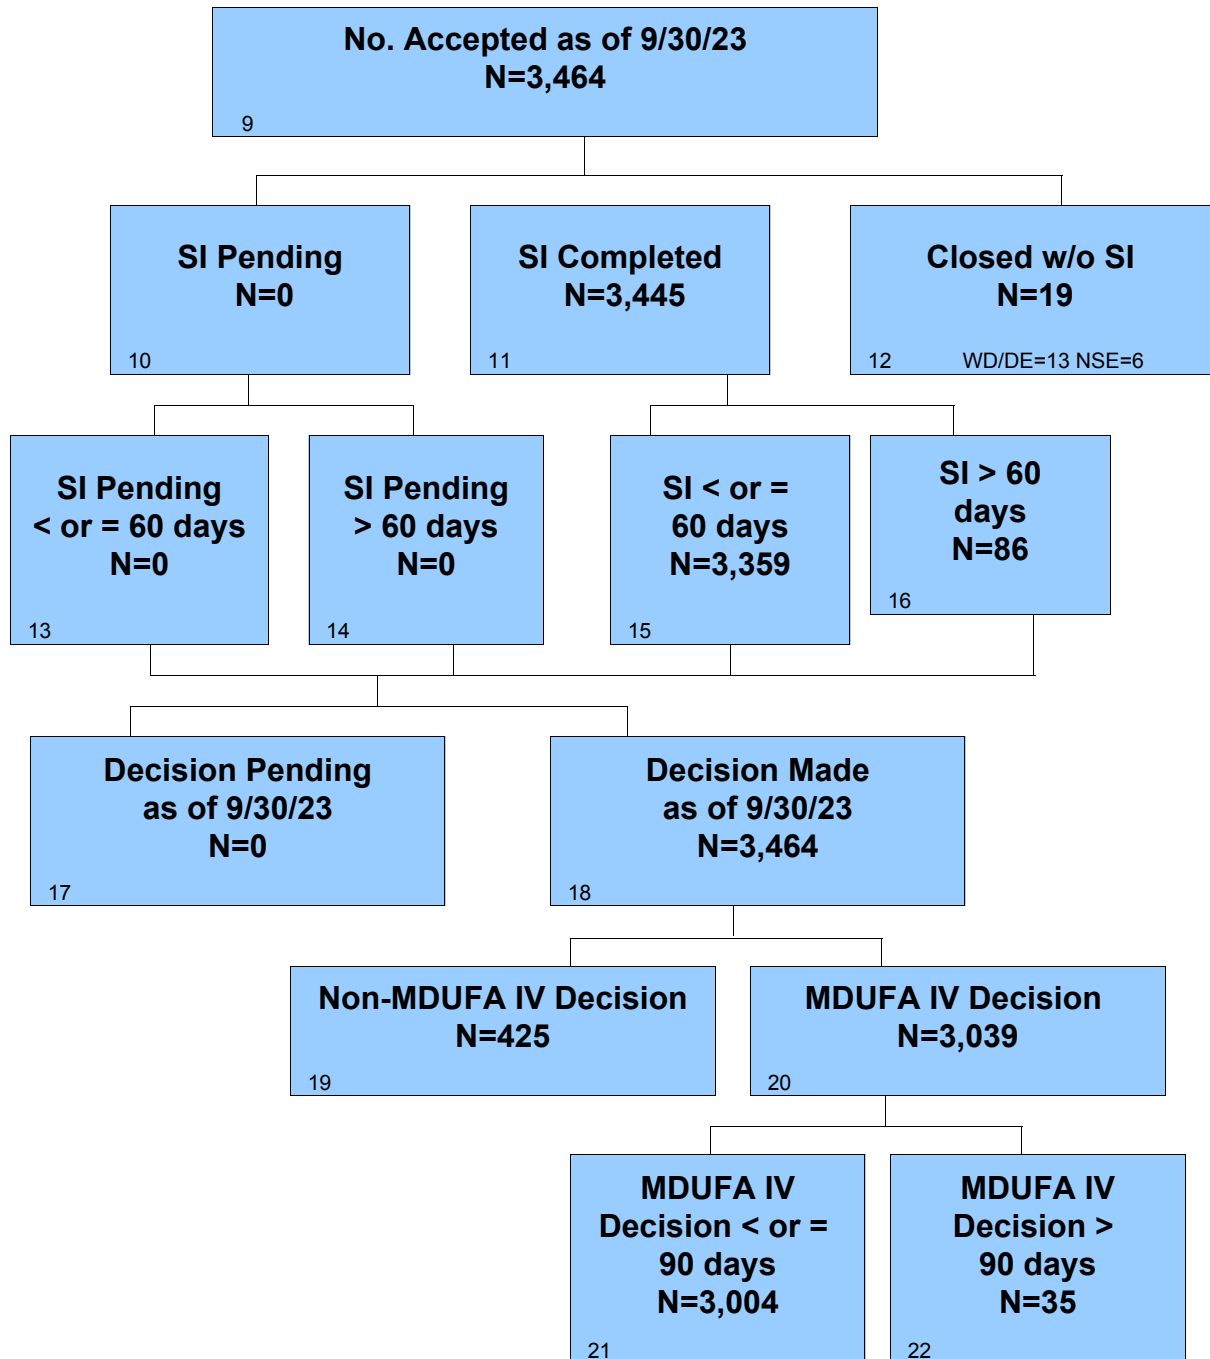 No. Accepted as of 9/30/23
N=3,464
9
SI Pending
N=0
10
SI Completed
N=3,445
11
Closed w/o SI
N=19
12 WD/DE=13 NSE=6
SI Pending
< or = 60 days
N=0
13
SI Pending
> 60 days
N=0
14
SI < or =
60 days
N=3,359
15
SI > 60
days
N=86
16
Decision Pending
as of 9/30/23
N=0
17
Decision Made
as of 9/30/23
N=3,464
18
Non-MDUFA IV Decision
N=425
19
MDUFA IV Decision
N=3,039
20
MDUFA IV
Decision < or =
90 days
N=3,004
21
MDUFA IV
Decision >
90 days
N=35
22